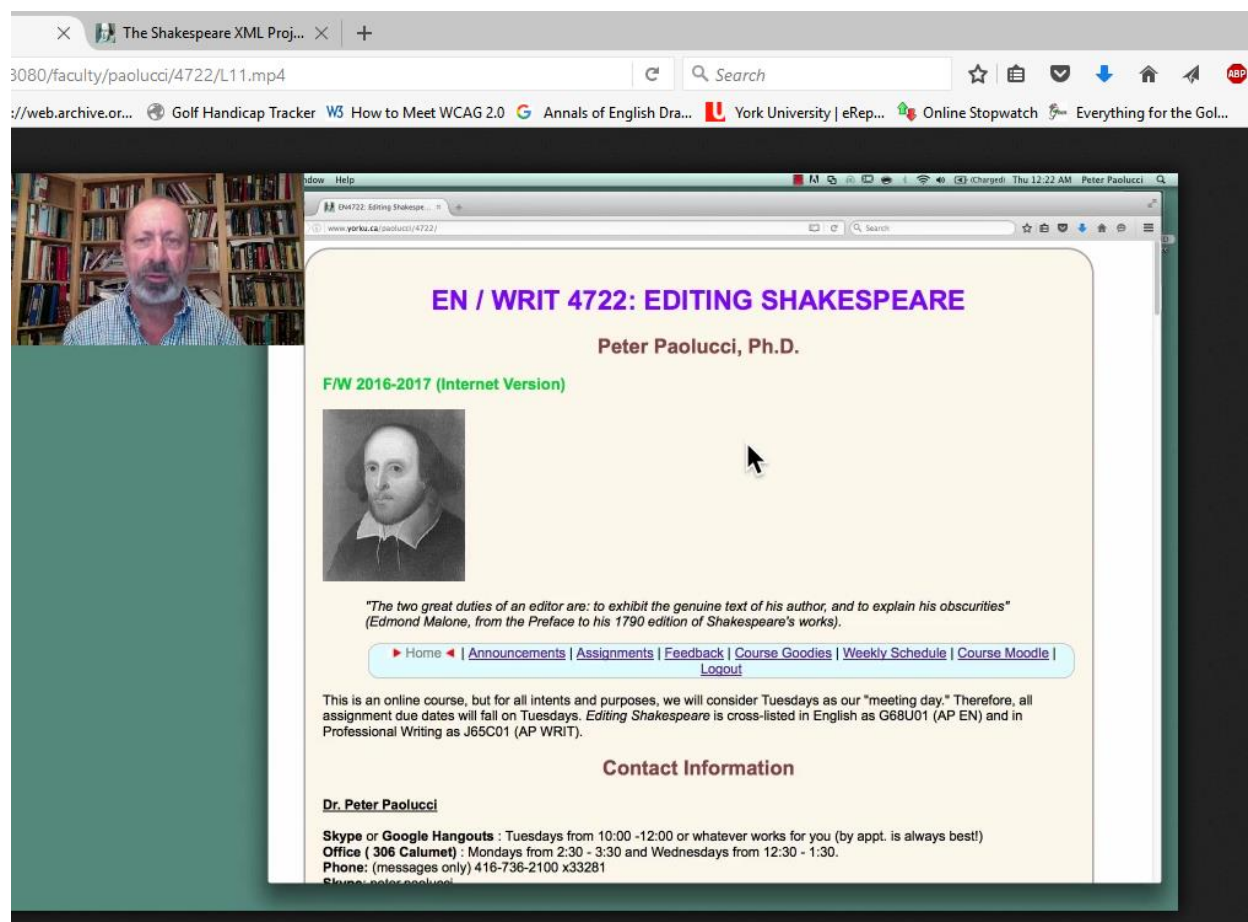 The Shakespeare XML Proj...
3080/faculty/paolucci/4722/L11.mp4
Search
ABP
://web.archive.or... Golf Handicap Tracker W3 How to Meet WCAG 2.0 G Annals of English Dra... U York University | eRep... Online Stopwatch Everything for the Gol...
ndow Help
(Charged) Thu 12:22 AM Peter Paolucci
EN4722: Editing Shakespe...
www.yorku.ca/paolucci/4722/
Search
EN / WRIT 4722: EDITING SHAKESPEARE
Peter Paolucci, Ph.D.
F/W 2016-2017 (Internet Version)
"The two great duties of an editor are: to exhibit the genuine text of his author, and to explain his obscurities"
(Edmond Malone, from the Preface to his 1790 edition of Shakespeare's works).
Home | Announcements | Assignments | Feedback | Course Goodies | Weekly Schedule | Course Moodle |
Logout
This is an online course, but for all intents and purposes, we will consider Tuesdays as our "meeting day." Therefore, all
assignment due dates will fall on Tuesdays. Editing Shakespeare is cross-listed in English as G68U01 (AP EN) and in
Professional Writing as J65C01 (AP WRIT).
Contact Information
Dr. Peter Paolucci
Skype or Google Hangouts : Tuesdays from 10:00 -12:00 or whatever works for you (by appt. is always best!)
Office ( 306 Calumet) : Mondays from 2:30 - 3:30 and Wednesdays from 12:30 - 1:30.
Phone: (messages only) 416-736-2100 x33281
Skype: peter.paolucci